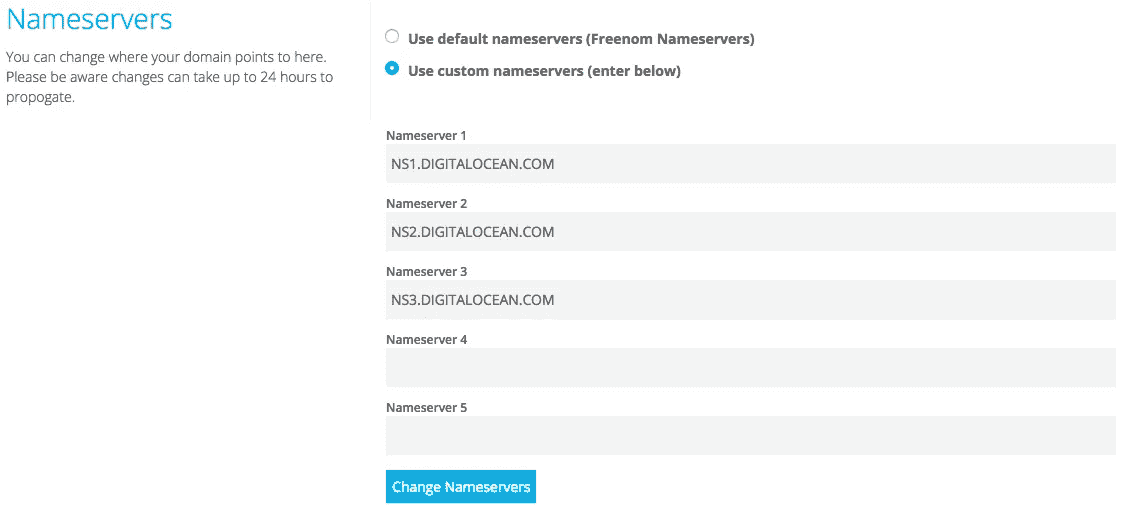 Nameservers
You can change where your domain points to here.
Please be aware changes can take up to 24 hours to
propogate.
Use default nameservers (Freenom Nameservers)
Use custom nameservers (enter below)
Nameserver 1
NS1.DIGITALOCEAN.COM
Nameserver 2
NS2.DIGITALOCEAN.COM
Nameserver 3
NS3.DIGITALOCEAN.COM
Nameserver 4
Nameserver 5
Change Nameservers